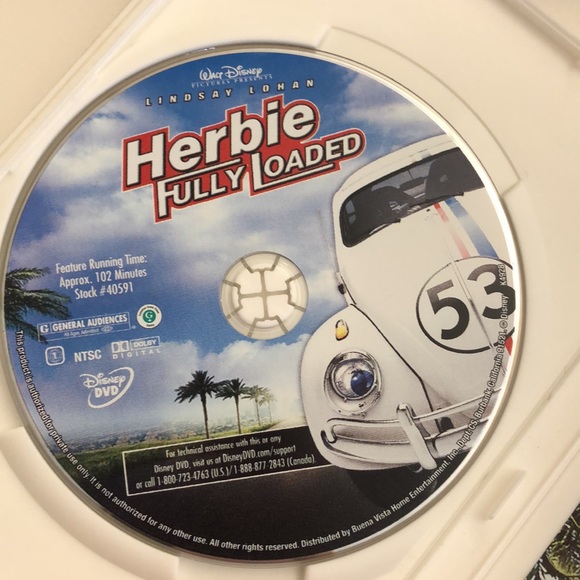 Walt Disney
PICTURES PRESENTS
LINDSAY LOHAN
Herbie
FULLY LOADED
Feature Running Time:
Approx. 102 Minutes
Stock #40591
G GENERAL AUDIENCES
G
1 NTSC DOLBY
DIGITAL
Disney
DVD
53
For technical assistance with this or any
Disney DVD, visit us at DisneyDVD.com/support
or call 1-800-723-4763 (U.S.)/1-888-877-2843 (Canada).
This product is authorized for private use only. It is not authorized for any other use. All other rights reserved. Distributed by Buena Vista Home Entertainment, Inc., Dept. CS, Burbank, California 91521. © Disney